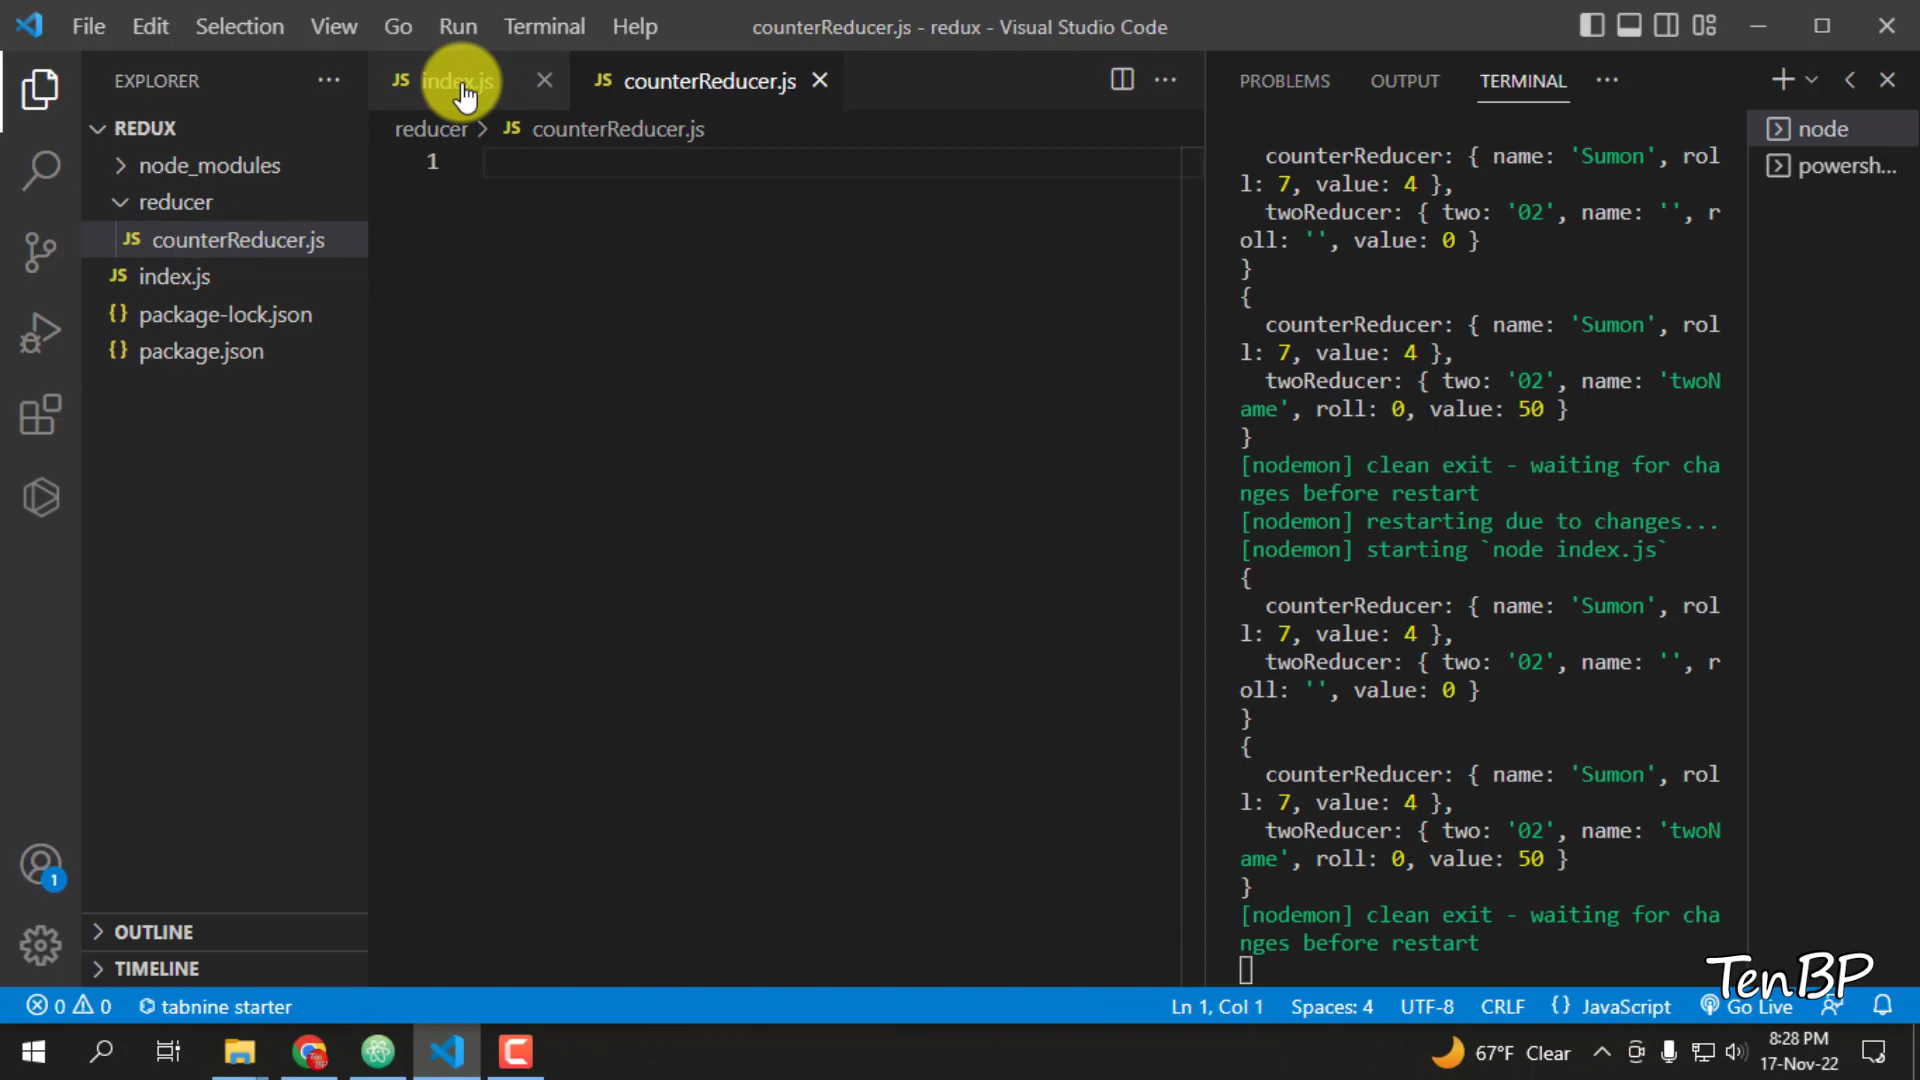 File Edit Selection View Go Run Terminal Help
counterReducer.js - redux - Visual Studio Code
EXPLORER
REDUX
node_modules
reducer
JS counterReducer.js
JS index.js
{} package-lock.json
{} package.json
OUTLINE
TIMELINE
1
JS index.js
JS counterReducer.js
reducer > JS counterReducer.js
1
PROBLEMS OUTPUT TERMINAL
node
powersh...
counterReducer: { name: 'Sumon', rol
l: 7, value: 4 },
twoReducer: { two: '02', name: '', r
oll: '', value: 0 }
}
{
counterReducer: { name: 'Sumon', rol
l: 7, value: 4 },
twoReducer: { two: '02', name: 'twoN
ame', roll: 0, value: 50 }
}
[nodemon] clean exit - waiting for cha
nges before restart
[nodemon] restarting due to changes...
[nodemon] starting `node index.js`
{
counterReducer: { name: 'Sumon', rol
l: 7, value: 4 },
twoReducer: { two: '02', name: '', r
oll: '', value: 0 }
}
{
counterReducer: { name: 'Sumon', rol
l: 7, value: 4 },
twoReducer: { two: '02', name: 'twoN
ame', roll: 0, value: 50 }
}
[nodemon] clean exit - waiting for cha
nges before restart
TenBP
0 0 tabnine starter
Ln 1, Col 1 Spaces: 4 UTF-8 CRLF {} JavaScript Go Live
67°F Clear
8:28 PM
17-Nov-22